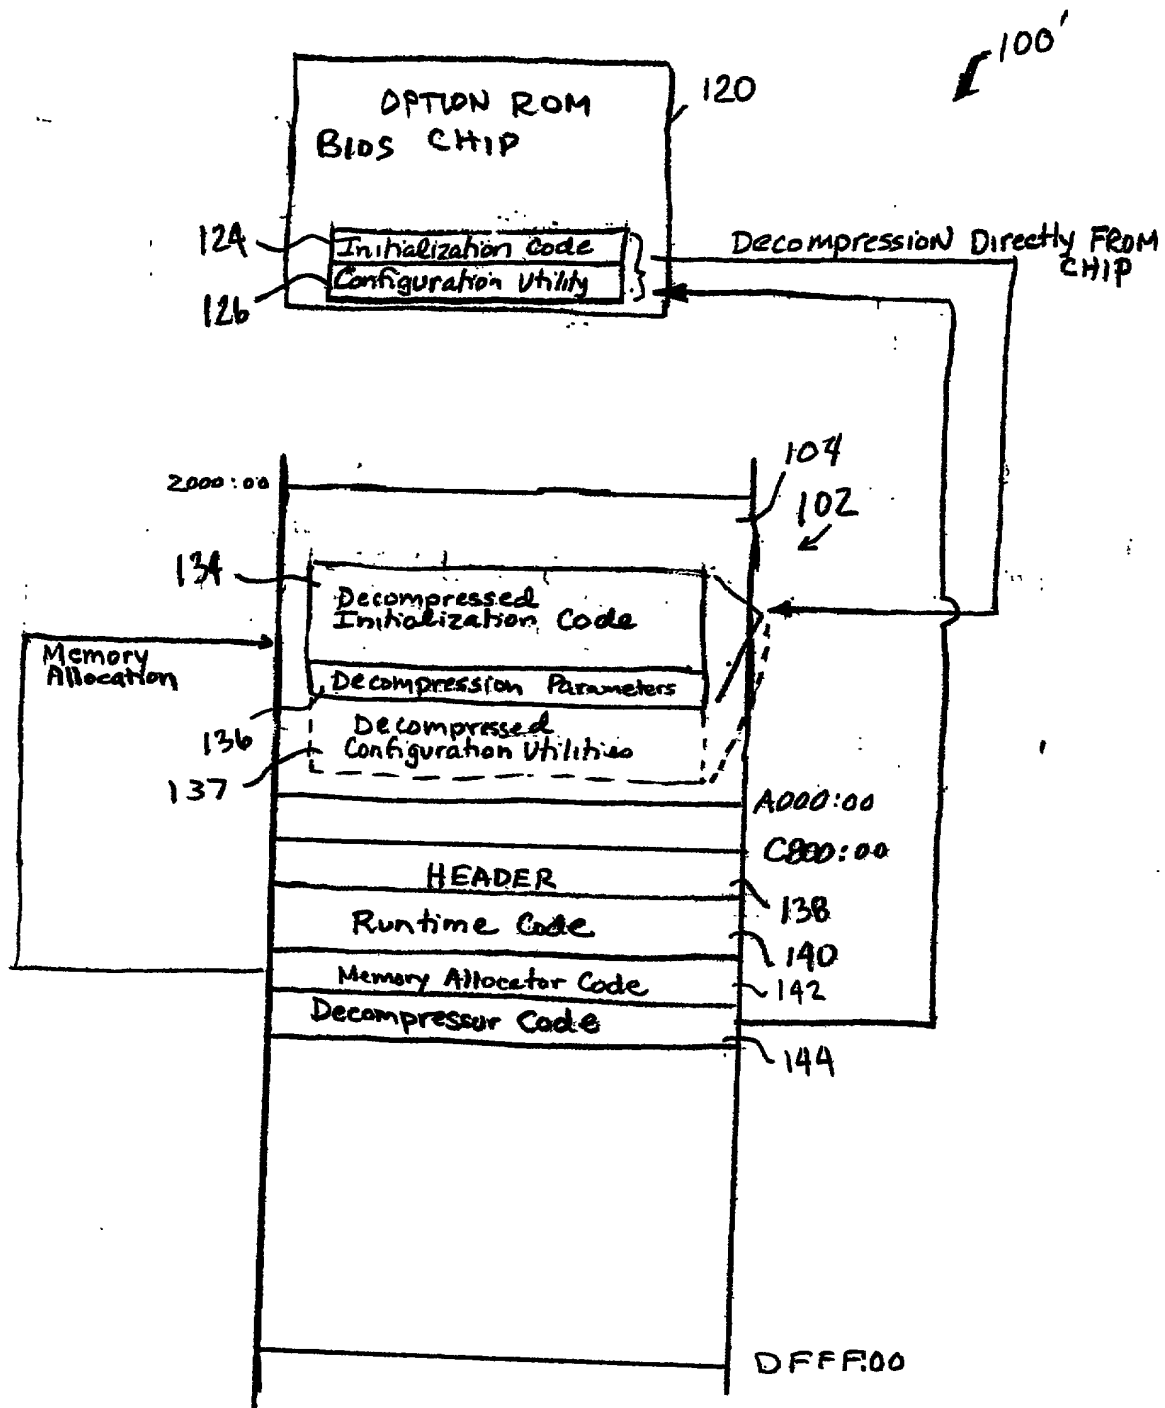 100'
OPTION ROM
BIOS CHIP
120
124
Initialization Code
Configuration Utility
126
Decompression Directly FROM
CHIP
2000:00
104
102
134
Decompressed
Initialization Code
Memory
Allocation
Decompression Parameters
136
Decompressed
Configuration Utilities
137
A000:00
C800:00
HEADER
138
Runtime Code
140
Memory Allocator Code
142
Decompressor Code
144
DFFF:00